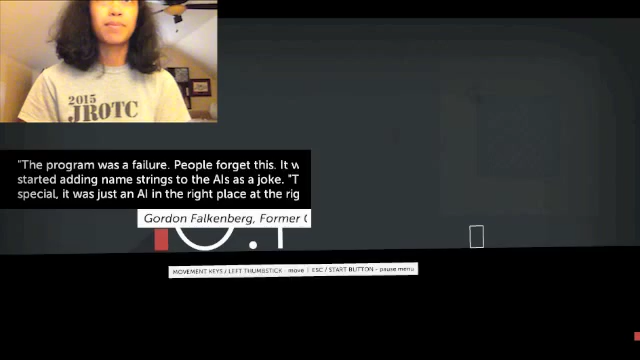 2015
JROTC
"The program was a failure. People forget this. It w
started adding name strings to the AIs as a joke. "T
special, it was just an AI in the right place at the rig
Gordon Falkenberg, Former
MOVEMENT KEYS / LEFT THUMBSTICK - move | ESC / START BUTTON - pause menu